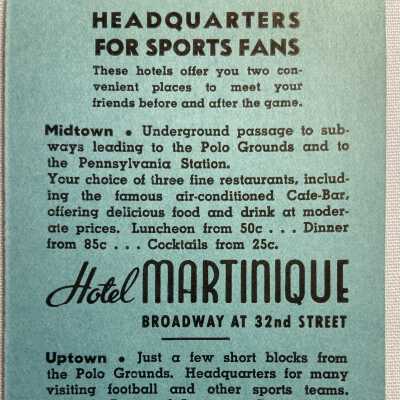 HEADQUARTERS
FOR SPORTS FANS
These hotels offer you two con-
venient places to meet your
friends before and after the game.
Midtown • Underground passage to sub-
ways leading to the Polo Grounds and to
the Pennsylvania Station.
Your choice of three fine restaurants, includ-
ing the famous air-conditioned Cafe-Bar,
offering delicious food and drink at moder-
ate prices. Luncheon from 50c . . . Dinner
from 85c . . . Cocktails from 25c.
Hotel MARTINIQUE
BROADWAY AT 32nd STREET
Uptown • Just a few short blocks from
the Polo Grounds. Headquarters for many
visiting football and other sports teams.